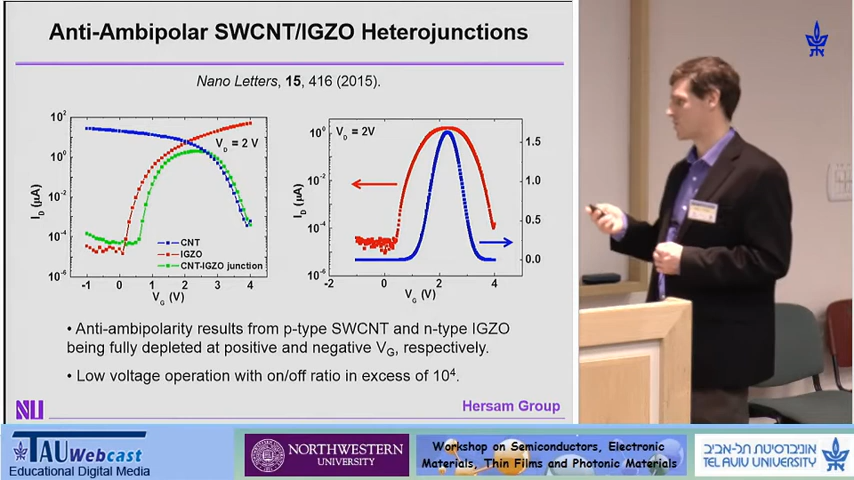 Anti-Ambipolar SWCNT/IGZO Heterojunctions
Nano Letters, 15, 416 (2015).
10² 10⁰ 10⁻² 10⁻⁴ 10⁻⁶
I_D (µA)
V_D = 2 V
CNT
IGZO
CNT-IGZO junction
-1 0 1 2 3 4
V_G (V)
10⁰ 10⁻² 10⁻⁴ 10⁻⁶
I_D (µA)
V_D = 2V
1.5 1.0 0.5 0.0
-2 0 2 4
V_G (V)
• Anti-ambipolarity results from p-type SWCNT and n-type IGZO
being fully depleted at positive and negative V_G, respectively.
• Low voltage operation with on/off ratio in excess of 10⁴.
NU
Hersam Group
TAU Webcast
Educational Digital Media
NORTHWESTERN
UNIVERSITY
Workshop on Semiconductors, Electronic
Materials, Thin Films and Photonic Materials
אוניברסיטת תל-אביב
TEL AVIV UNIVERSITY